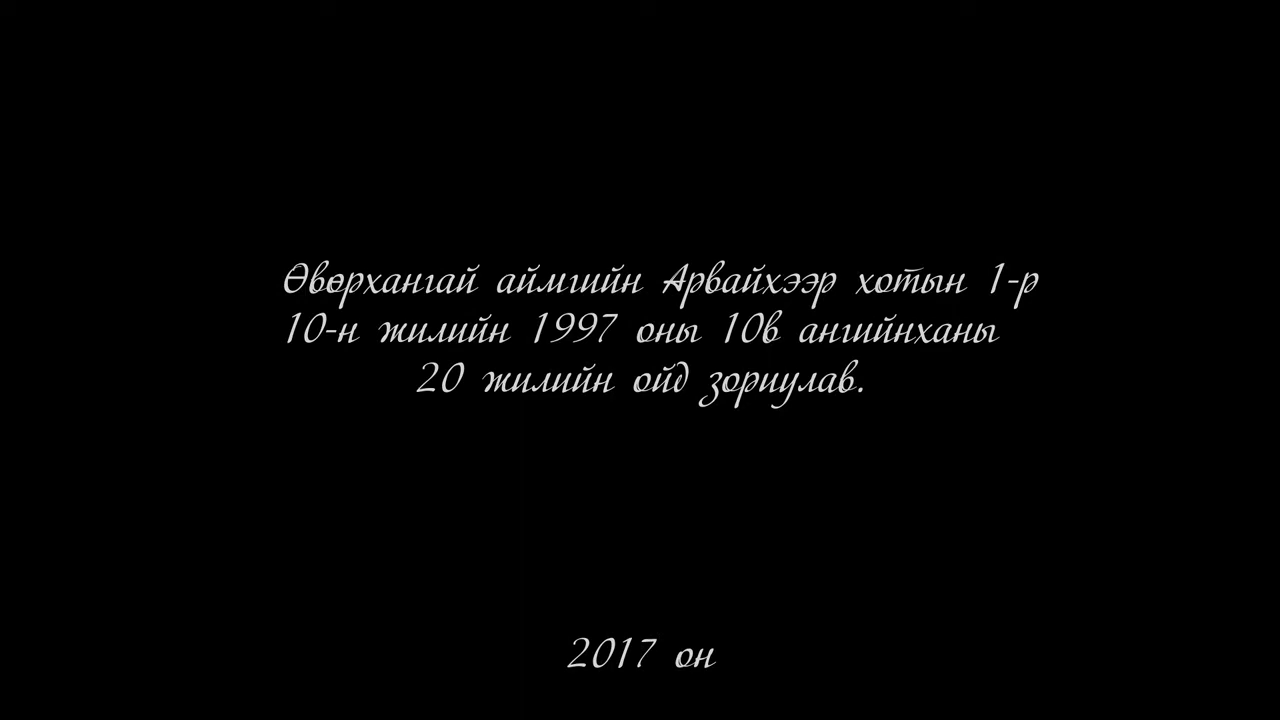 Өвөрхангай аймгийн Арвайхээр хотын 1-р
10-н жилийн 1997 оны 10в ангийнханы
20 жилийн ойд зориулав.
2017 он